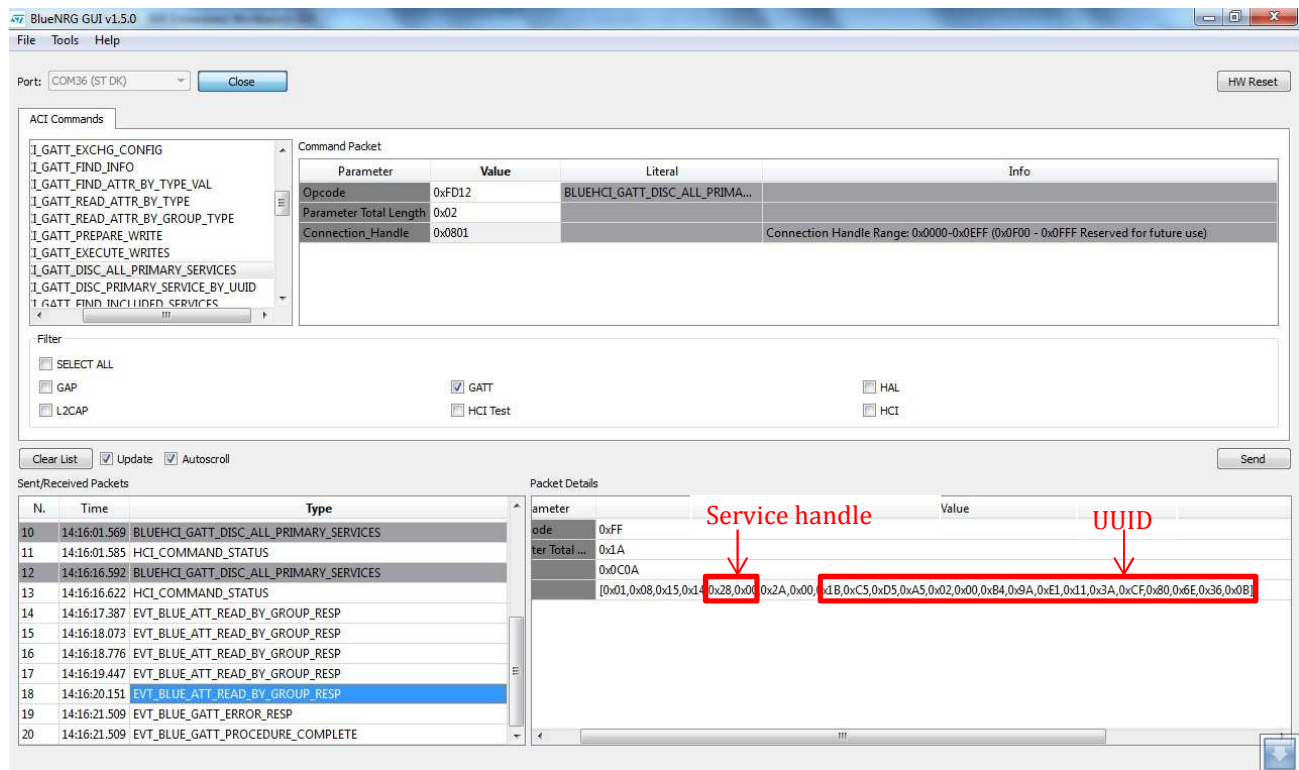 BlueNRG GUI v1.5.0
File Tools Help
Port: COM36 (ST DK) Close HW Reset
ACI Commands
I_GATT_EXCHG_CONFIG
I_GATT_FIND_INFO
I_GATT_FIND_ATTR_BY_TYPE_VAL
I_GATT_READ_ATTR_BY_TYPE
I_GATT_READ_ATTR_BY_GROUP_TYPE
I_GATT_PREPARE_WRITE
I_GATT_EXECUTE_WRITES
I_GATT_DISC_ALL_PRIMARY_SERVICES
I_GATT_DISC_PRIMARY_SERVICE_BY_UUID
I_GATT_FIND_INCLUDED_SERVICES
Command Packet
Parameter Value Literal Info
Opcode 0xFD12 BLUEHCI_GATT_DISC_ALL_PRIMA...
Parameter Total Length 0x02
Connection_Handle 0x0801 Connection Handle Range: 0x0000-0x0EFF (0x0F00 - 0x0FFF Reserved for future use)
Filter
SELECT ALL
GAP GATT HAL
L2CAP HCI Test HCI
Clear List Update Autoscroll Send
Sent/Received Packets
N. Time Type
10 14:16:01.569 BLUEHCI_GATT_DISC_ALL_PRIMARY_SERVICES
11 14:16:01.585 HCI_COMMAND_STATUS
12 14:16:16.592 BLUEHCI_GATT_DISC_ALL_PRIMARY_SERVICES
13 14:16:16.622 HCI_COMMAND_STATUS
14 14:16:17.387 EVT_BLUE_ATT_READ_BY_GROUP_RESP
15 14:16:18.073 EVT_BLUE_ATT_READ_BY_GROUP_RESP
16 14:16:18.776 EVT_BLUE_ATT_READ_BY_GROUP_RESP
17 14:16:19.447 EVT_BLUE_ATT_READ_BY_GROUP_RESP
18 14:16:20.151 EVT_BLUE_ATT_READ_BY_GROUP_RESP
19 14:16:21.509 EVT_BLUE_GATT_ERROR_RESP
20 14:16:21.509 EVT_BLUE_GATT_PROCEDURE_COMPLETE
Packet Details
ameter Value
Service handle UUID
ode 0xFF
ter Total ... 0x1A
0x0C0A
[0x01,0x08,0x15,0x14,0x28,0x00,0x2A,0x00,0x1B,0xC5,0xD5,0xA5,0x02,0x00,0xB4,0x9A,0xE1,0x11,0x3A,0xCF,0x80,0x6E,0x36,0x0B]